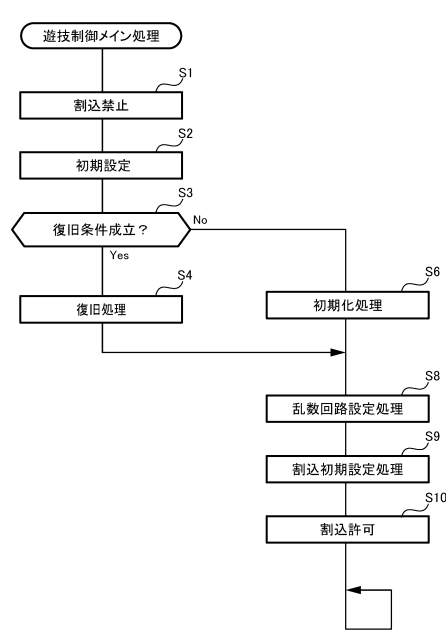 遊技制御メイン処理
S1
割込禁止
S2
初期設定
S3
復旧条件成立？
No
Yes
S4
復旧処理
S6
初期化処理
S8
乱数回路設定処理
S9
割込初期設定処理
S10
割込許可